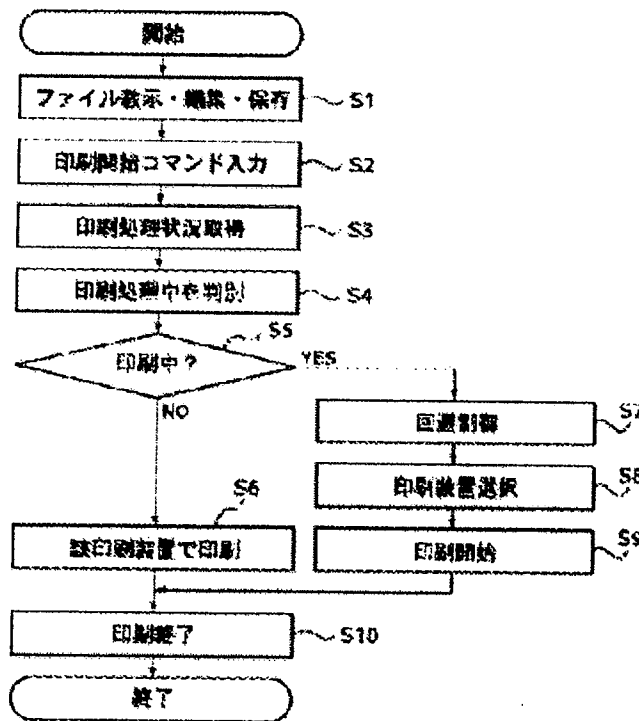 開始
ファイル表示・編集・保存
S1
印刷開始コマンド入力
S2
印刷処理状況取得
S3
印刷処理中を判別
S4
S5
印刷中？
YES
NO
回避制御
S7
印刷装置選択
S8
印刷開始
S9
S6
該印刷装置で印刷
印刷終了
S10
終了